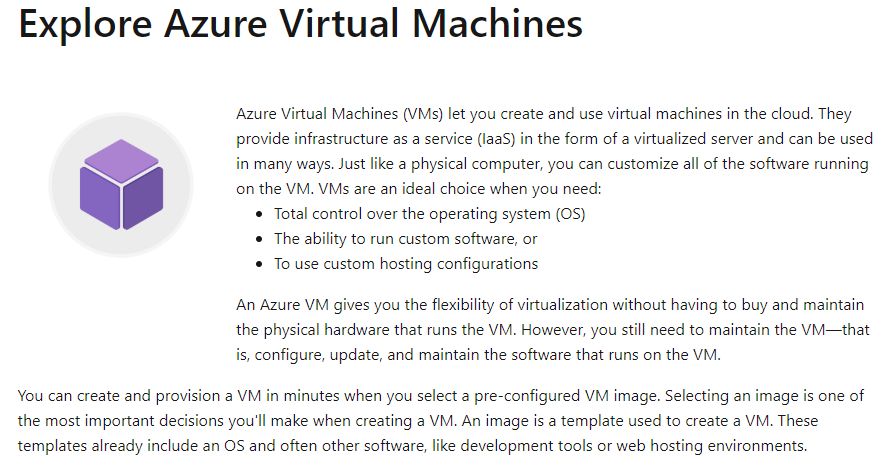 Explore Azure Virtual Machines
Azure Virtual Machines (VMs) let you create and use virtual machines in the cloud. They
provide infrastructure as a service (IaaS) in the form of a virtualized server and can be used
in many ways. Just like a physical computer, you can customize all of the software running
on the VM. VMs are an ideal choice when you need:
• Total control over the operating system (OS)
• The ability to run custom software, or
• To use custom hosting configurations
An Azure VM gives you the flexibility of virtualization without having to buy and maintain
the physical hardware that runs the VM. However, you still need to maintain the VM—that
is, configure, update, and maintain the software that runs on the VM.
You can create and provision a VM in minutes when you select a pre-configured VM image. Selecting an image is one of
the most important decisions you'll make when creating a VM. An image is a template used to create a VM. These
templates already include an OS and often other software, like development tools or web hosting environments.